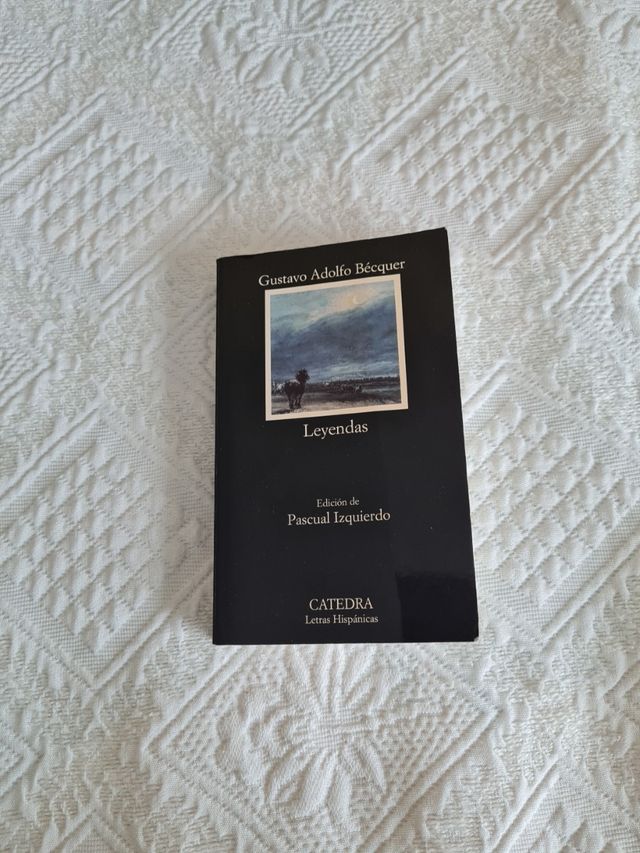 Gustavo Adolfo Bécquer
Leyendas
Edición de
Pascual Izquierdo
CATEDRA
Letras Hispánicas